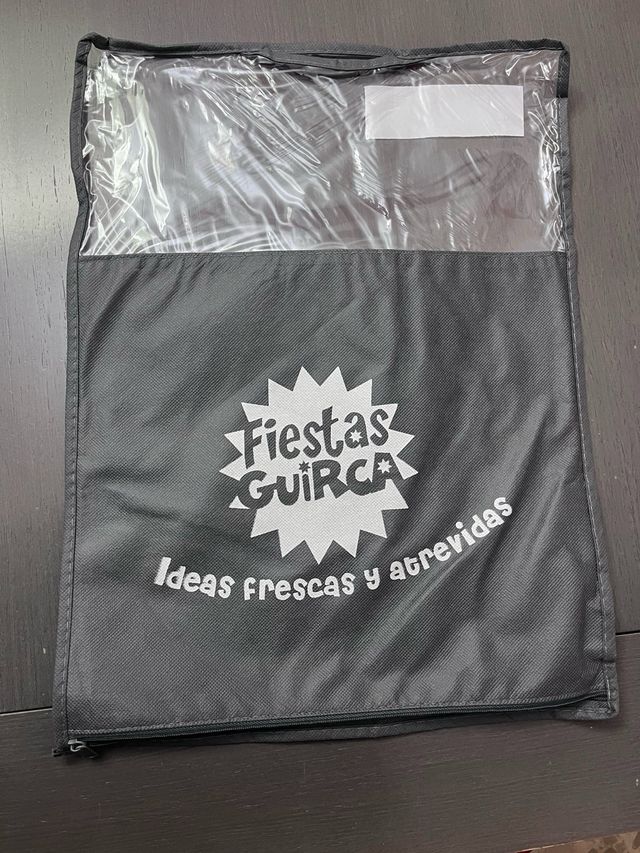 Fiestas
GUiRCA
Ideas frescas y atrevidas